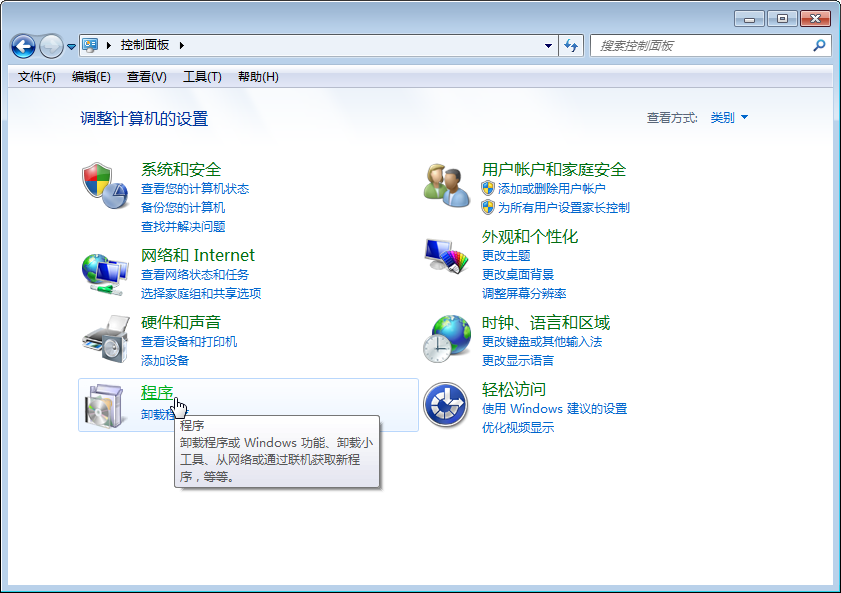 控制面板
搜索控制面板
文件(F) 编辑(E) 查看(V) 工具(T) 帮助(H)
调整计算机的设置
查看方式: 类别
系统和安全
查看您的计算机状态
备份您的计算机
查找并解决问题
网络和 Internet
查看网络状态和任务
选择家庭组和共享选项
硬件和声音
查看设备和打印机
添加设备
程序
卸载程
程序
卸载程序或 Windows 功能、卸载小
工具、从网络或通过联机获取新程
序，等等。
用户帐户和家庭安全
添加或删除用户帐户
为所有用户设置家长控制
外观和个性化
更改主题
更改桌面背景
调整屏幕分辨率
时钟、语言和区域
更改键盘或其他输入法
更改显示语言
轻松访问
使用 Windows 建议的设置
优化视频显示